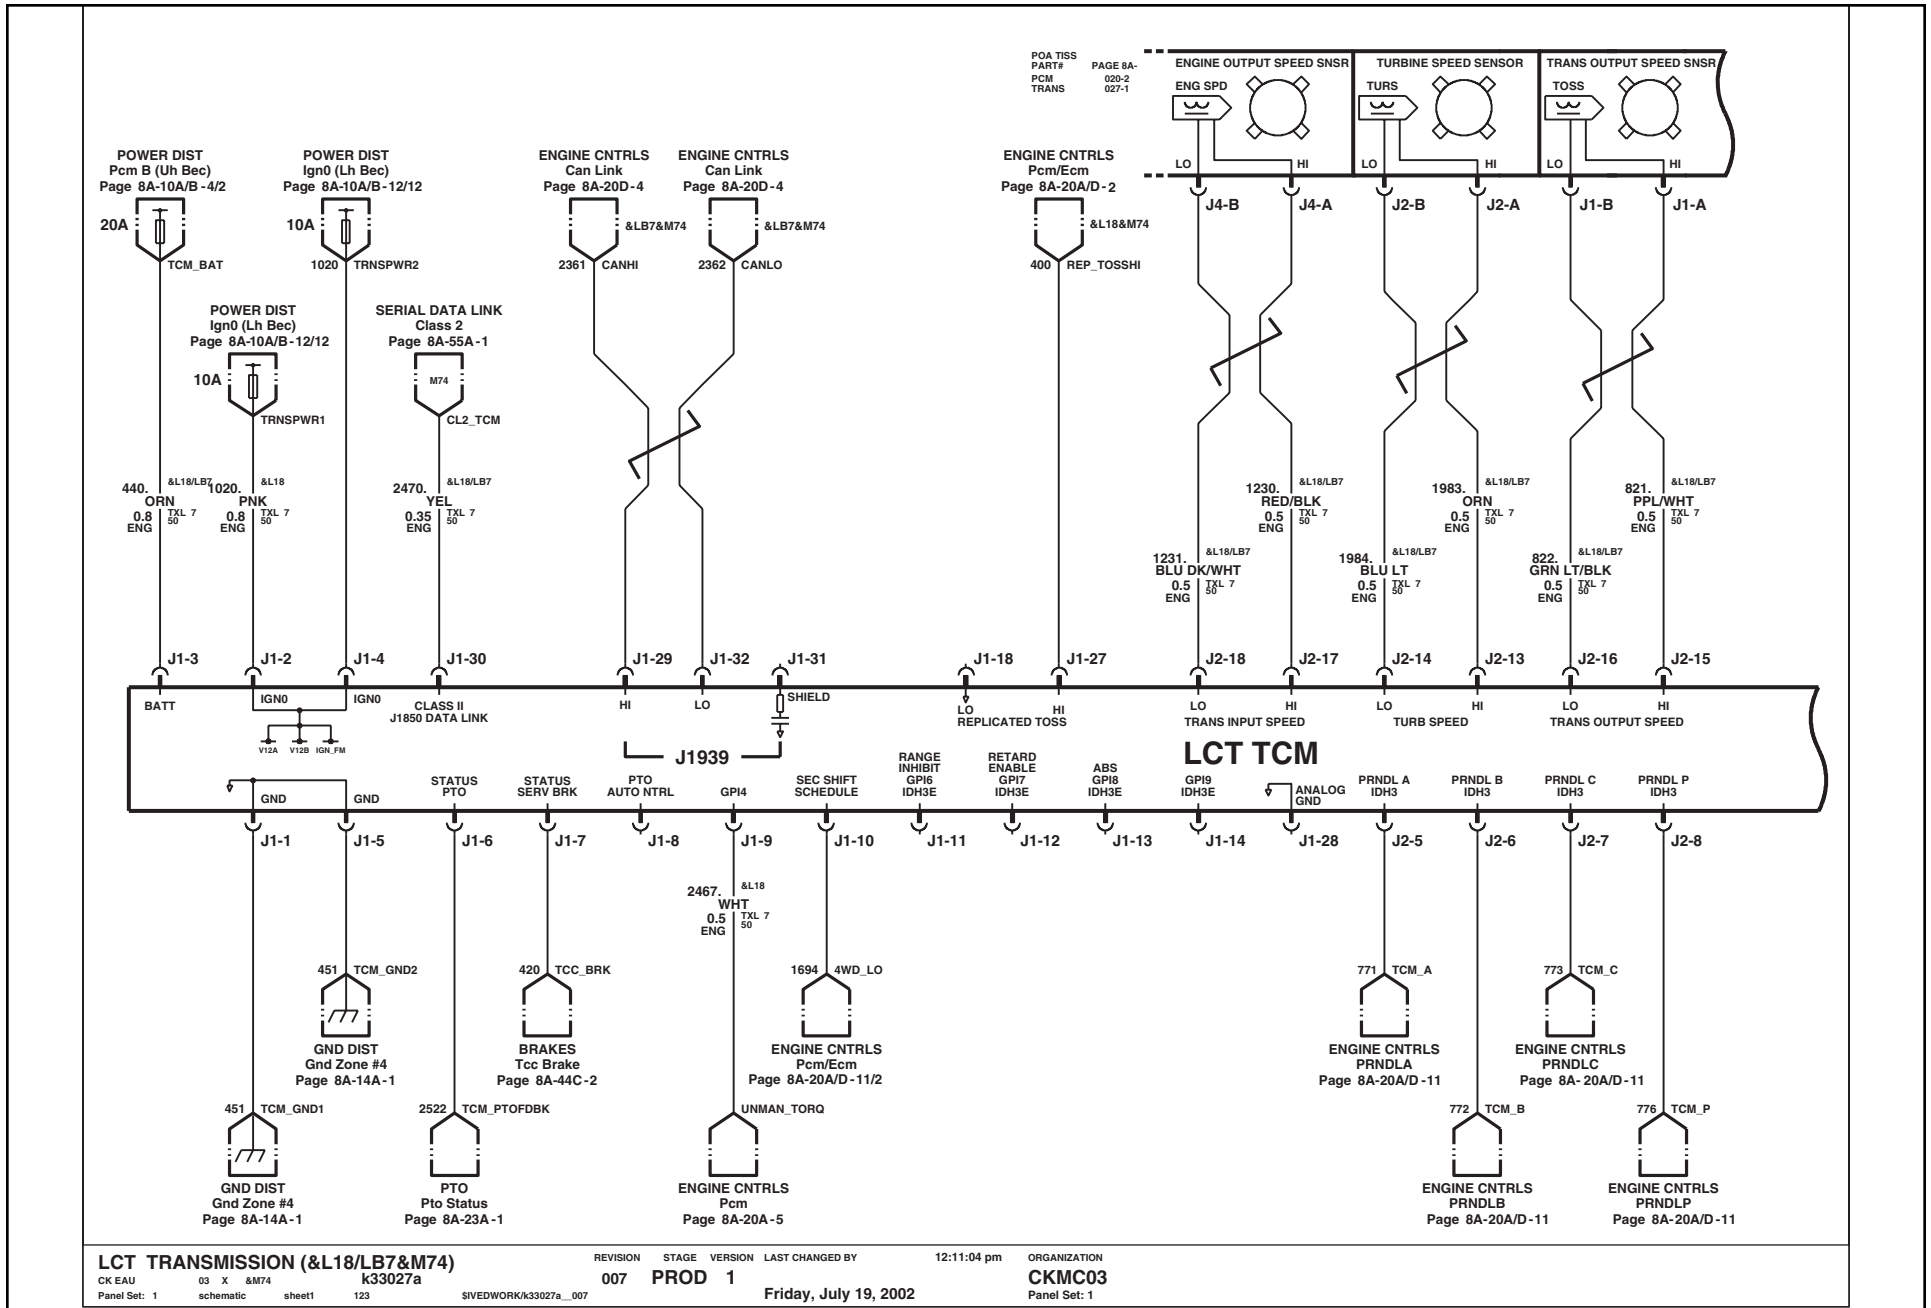 POA TISS
PART# PAGE 8A-
PCM 020-2
TRANS 027-1
ENGINE OUTPUT SPEED SNSR
TURBINE SPEED SENSOR
TRANS OUTPUT SPEED SNSR
ENG SPD
TURS
TOSS
LO HI
LO HI
LO HI
J4-B J4-A J2-B J2-A J1-B J1-A
POWER DIST
Pcm B (Uh Bec)
Page 8A-10A/B-4/2
20A
TCM_BAT
POWER DIST
Ign0 (Lh Bec)
Page 8A-10A/B-12/12
10A
1020 TRNSPWR2
ENGINE CNTRLS
Can Link
Page 8A-20D-4
&LB7&M74
2361 CANHI
ENGINE CNTRLS
Can Link
Page 8A-20D-4
&LB7&M74
2362 CANLO
ENGINE CNTRLS
Pcm/Ecm
Page 8A-20A/D-2
&L18&M74
400 REP_TOSSHI
POWER DIST
Ign0 (Lh Bec)
Page 8A-10A/B-12/12
10A
TRNSPWR1
SERIAL DATA LINK
Class 2
Page 8A-55A-1
M74
CL2_TCM
440. &L18/LB7
ORN
0.8 TXL 7
ENG 50
1020. &L18
PNK
0.8 TXL 7
ENG 50
2470. &L18/LB7
YEL
0.35 TXL 7
ENG 50
1230. &L18/LB7
RED/BLK
0.5 TXL 7
ENG 50
1983. &L18/LB7
ORN
0.5 TXL 7
ENG 50
821. &L18/LB7
PPL/WHT
0.5 TXL 7
ENG 50
1231. &L18/LB7
BLU DK/WHT
0.5 TXL 7
ENG 50
1984. &L18/LB7
BLU LT
0.5 TXL 7
ENG 50
822. &L18/LB7
GRN LT/BLK
0.5 TXL 7
ENG 50
J1-3 J1-2 J1-4 J1-30 J1-29 J1-32 J1-31 J1-18 J1-27 J2-18 J2-17 J2-14 J2-13 J2-16 J2-15
BATT
IGN0
IGN0
V12A V12B IGN_FM
CLASS II
J1850 DATA LINK
HI
LO
SHIELD
J1939
LO HI
REPLICATED TOSS
LO HI
TRANS INPUT SPEED
LO HI
TURB SPEED
LO HI
TRANS OUTPUT SPEED
LCT TCM
GND
GND
STATUS
PTO
STATUS
SERV BRK
PTO
AUTO NTRL
GPI4
SEC SHIFT
SCHEDULE
RANGE
INHIBIT
GPI6
IDH3E
RETARD
ENABLE
GPI7
IDH3E
ABS
GPI8
IDH3E
GPI9
IDH3E
ANALOG
GND
PRNDL A
IDH3
PRNDL B
IDH3
PRNDL C
IDH3
PRNDL P
IDH3
J1-1 J1-5 J1-6 J1-7 J1-8 J1-9 J1-10 J1-11 J1-12 J1-13 J1-14 J1-28 J2-5 J2-6 J2-7 J2-8
2467. &L18
WHT
0.5 TXL 7
ENG 50
451 TCM_GND2
GND DIST
Gnd Zone #4
Page 8A-14A-1
420 TCC_BRK
BRAKES
Tcc Brake
Page 8A-44C-2
1694 4WD_LO
ENGINE CNTRLS
Pcm/Ecm
Page 8A-20A/D-11/2
771 TCM_A
ENGINE CNTRLS
PRNDLA
Page 8A-20A/D-11
773 TCM_C
ENGINE CNTRLS
PRNDLC
Page 8A-20A/D-11
451 TCM_GND1
GND DIST
Gnd Zone #4
Page 8A-14A-1
2522 TCM_PTOFDBK
PTO
Pto Status
Page 8A-23A-1
UNMAN_TORQ
ENGINE CNTRLS
Pcm
Page 8A-20A-5
772 TCM_B
ENGINE CNTRLS
PRNDLB
Page 8A-20A/D-11
776 TCM_P
ENGINE CNTRLS
PRNDLP
Page 8A-20A/D-11
LCT TRANSMISSION (&L18/LB7&M74)
CK EAU 03 X &M74 k33027a
Panel Set: 1 schematic sheet1 123 $IVEDWORK/k33027a__007
REVISION STAGE VERSION LAST CHANGED BY 12:11:04 pm ORGANIZATION
007 PROD 1 CKMC03
Friday, July 19, 2002 Panel Set: 1